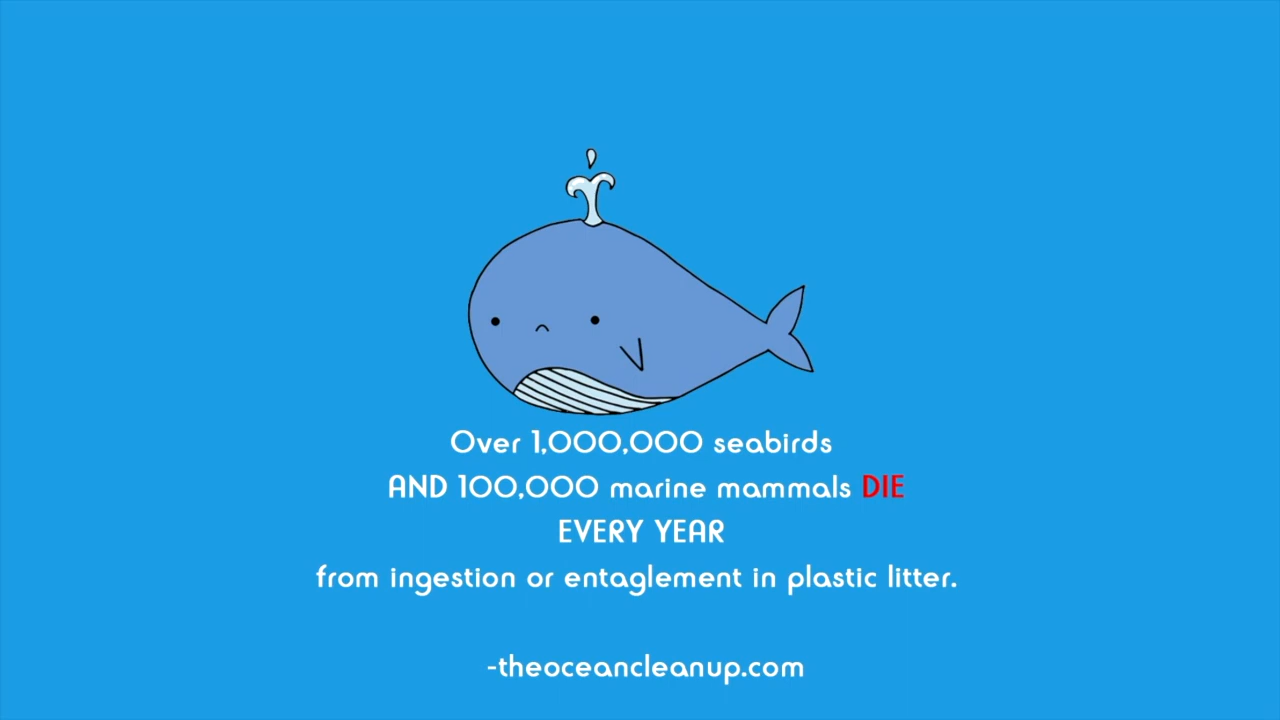 Over 1,000,000 seabirds
AND 100,000 marine mammals DIE
EVERY YEAR
from ingestion or entaglement in plastic litter.
-theoceancleanup.com